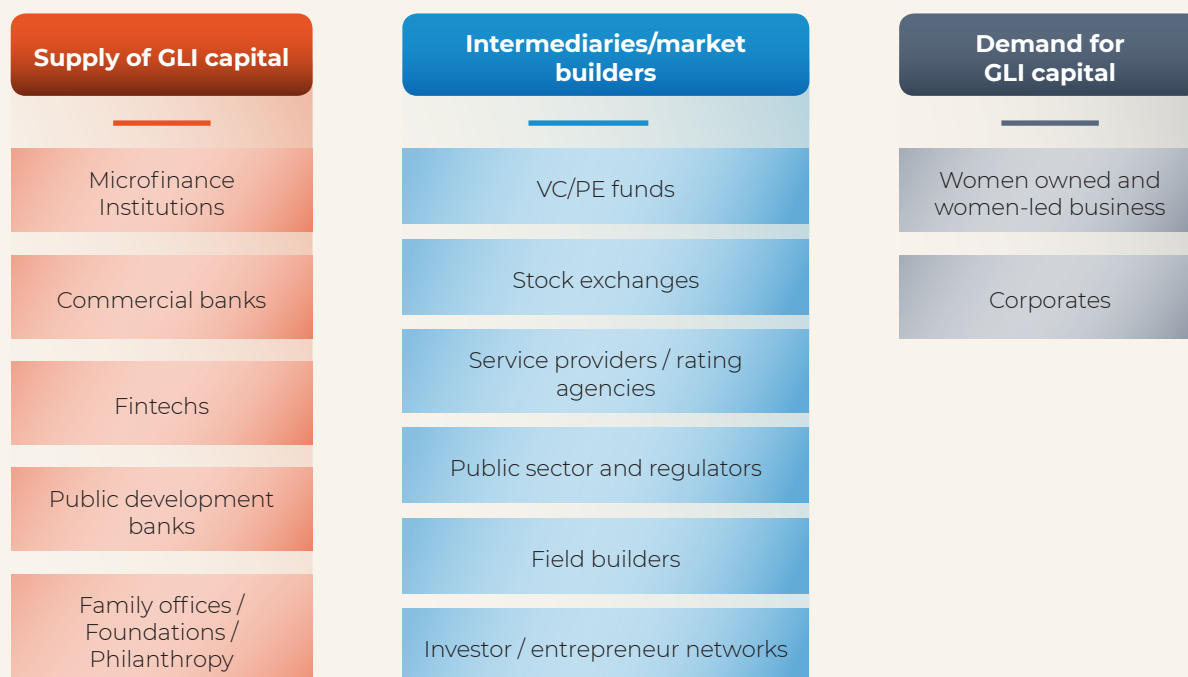 Supply of GLI capital
Microfinance
Institutions
Commercial banks
Fintechs
Public development
banks
Family offices /
Foundations /
Philanthropy
Intermediaries/market
builders
VC/PE funds
Stock exchanges
Service providers / rating
agencies
Public sector and regulators
Field builders
Investor / entrepreneur networks
Demand for
GLI capital
Women owned and
women-led business
Corporates